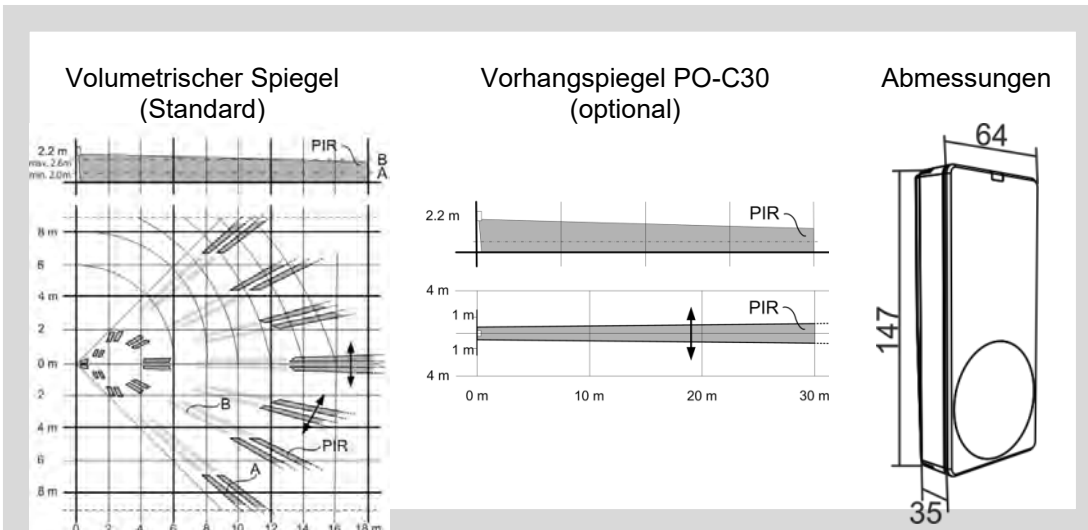 Volumetrischer Spiegel
(Standard)
2.2 m
max. 2.6m
min. 2.0m
PIR
B
A
8 m
6
4 m
2
0 m
2
4 m
6
8 m
B
PIR
A
0 2 4 6 8 10 12 14 16 18 m
Vorhangspiegel PO-C30
(optional)
2.2 m
PIR
4 m
1 m
1 m
4 m
PIR
0 m 10 m 20 m 30 m
Abmessungen
64
147
35